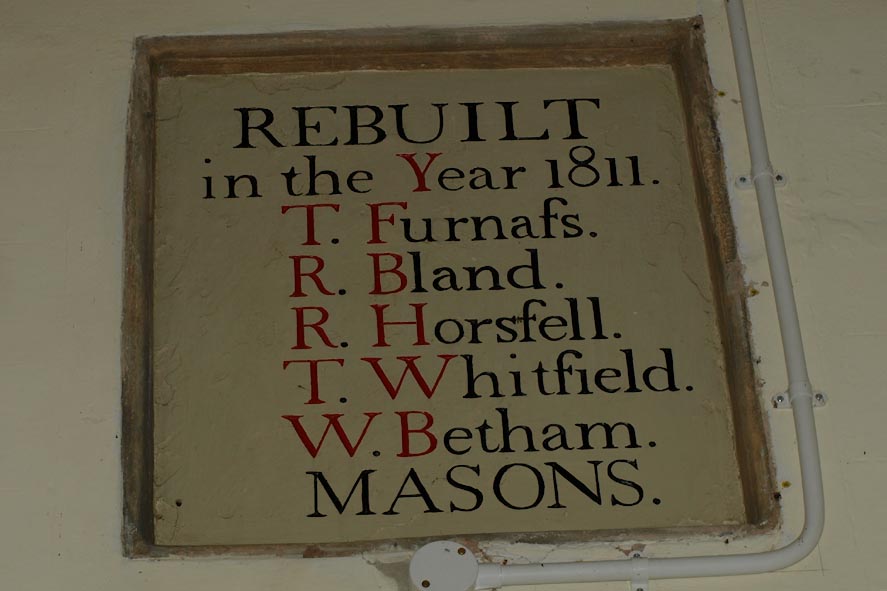 REBUILT
in the Year 1811.
T. Furnafs.
R. Bland.
R. Horsfell.
T. Whitfield.
W. Betham.
MASONS.